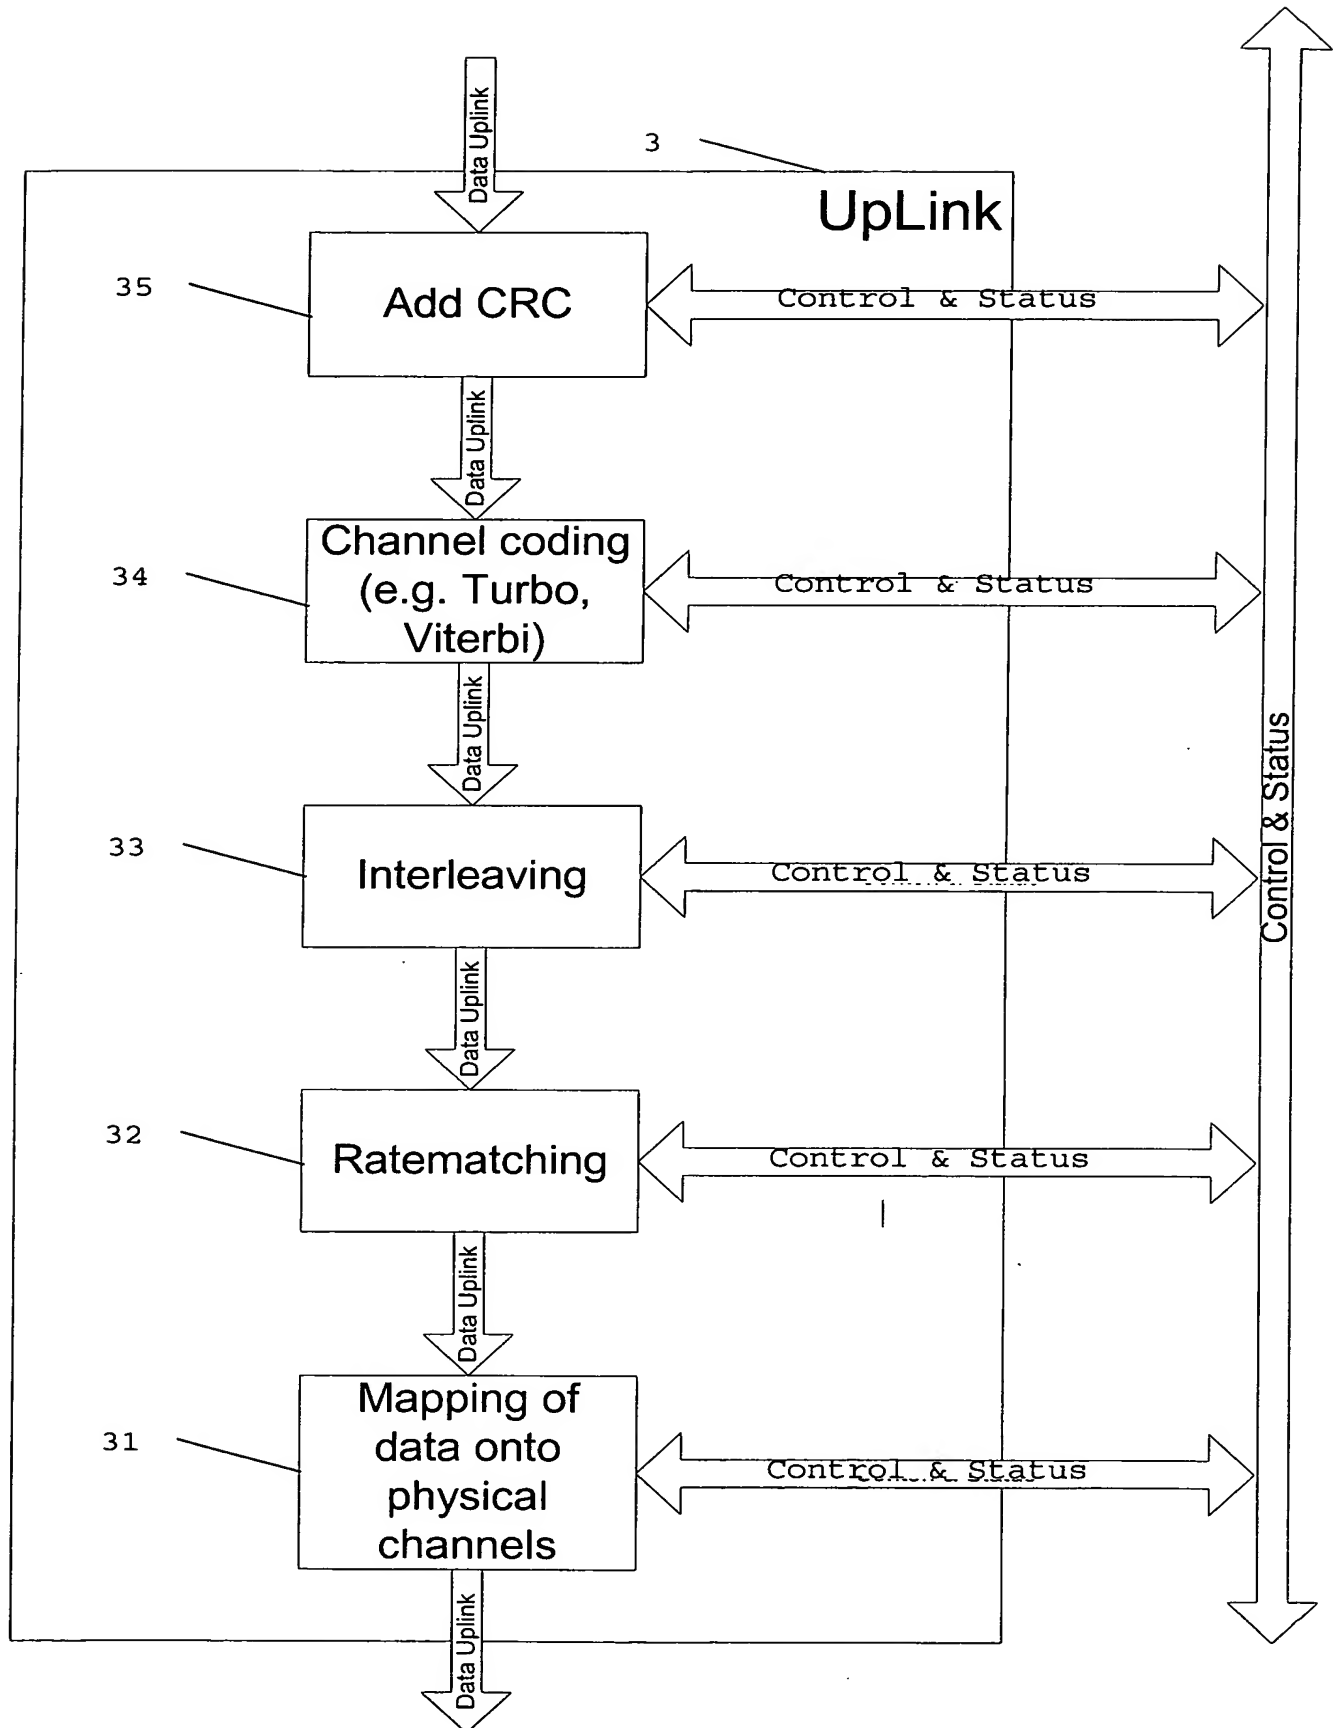 Data Uplink
3
UpLink
35
Add CRC
Control & Status
Data Uplink
34
Channel coding
(e.g. Turbo,
Viterbi)
Control & Status
Data Uplink
Control & Status
33
Interleaving
Control & Status
Data Uplink
32
Ratematching
Control & Status
Data Uplink
31
Mapping of
data onto
physical
channels
Control & Status
Data Uplink